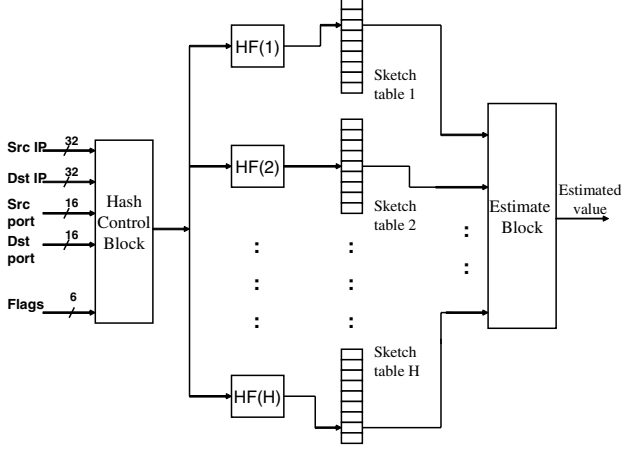 HF(1)
Sketch
table 1
Src IP
32
Dst IP
32
Src
port
16
Dst
port
16
Flags
6
Hash
Control
Block
HF(2)
Sketch
table 2
:
:
:
:
:
:
:
:
Estimate
Block
Estimated
value
HF(H)
Sketch
table H